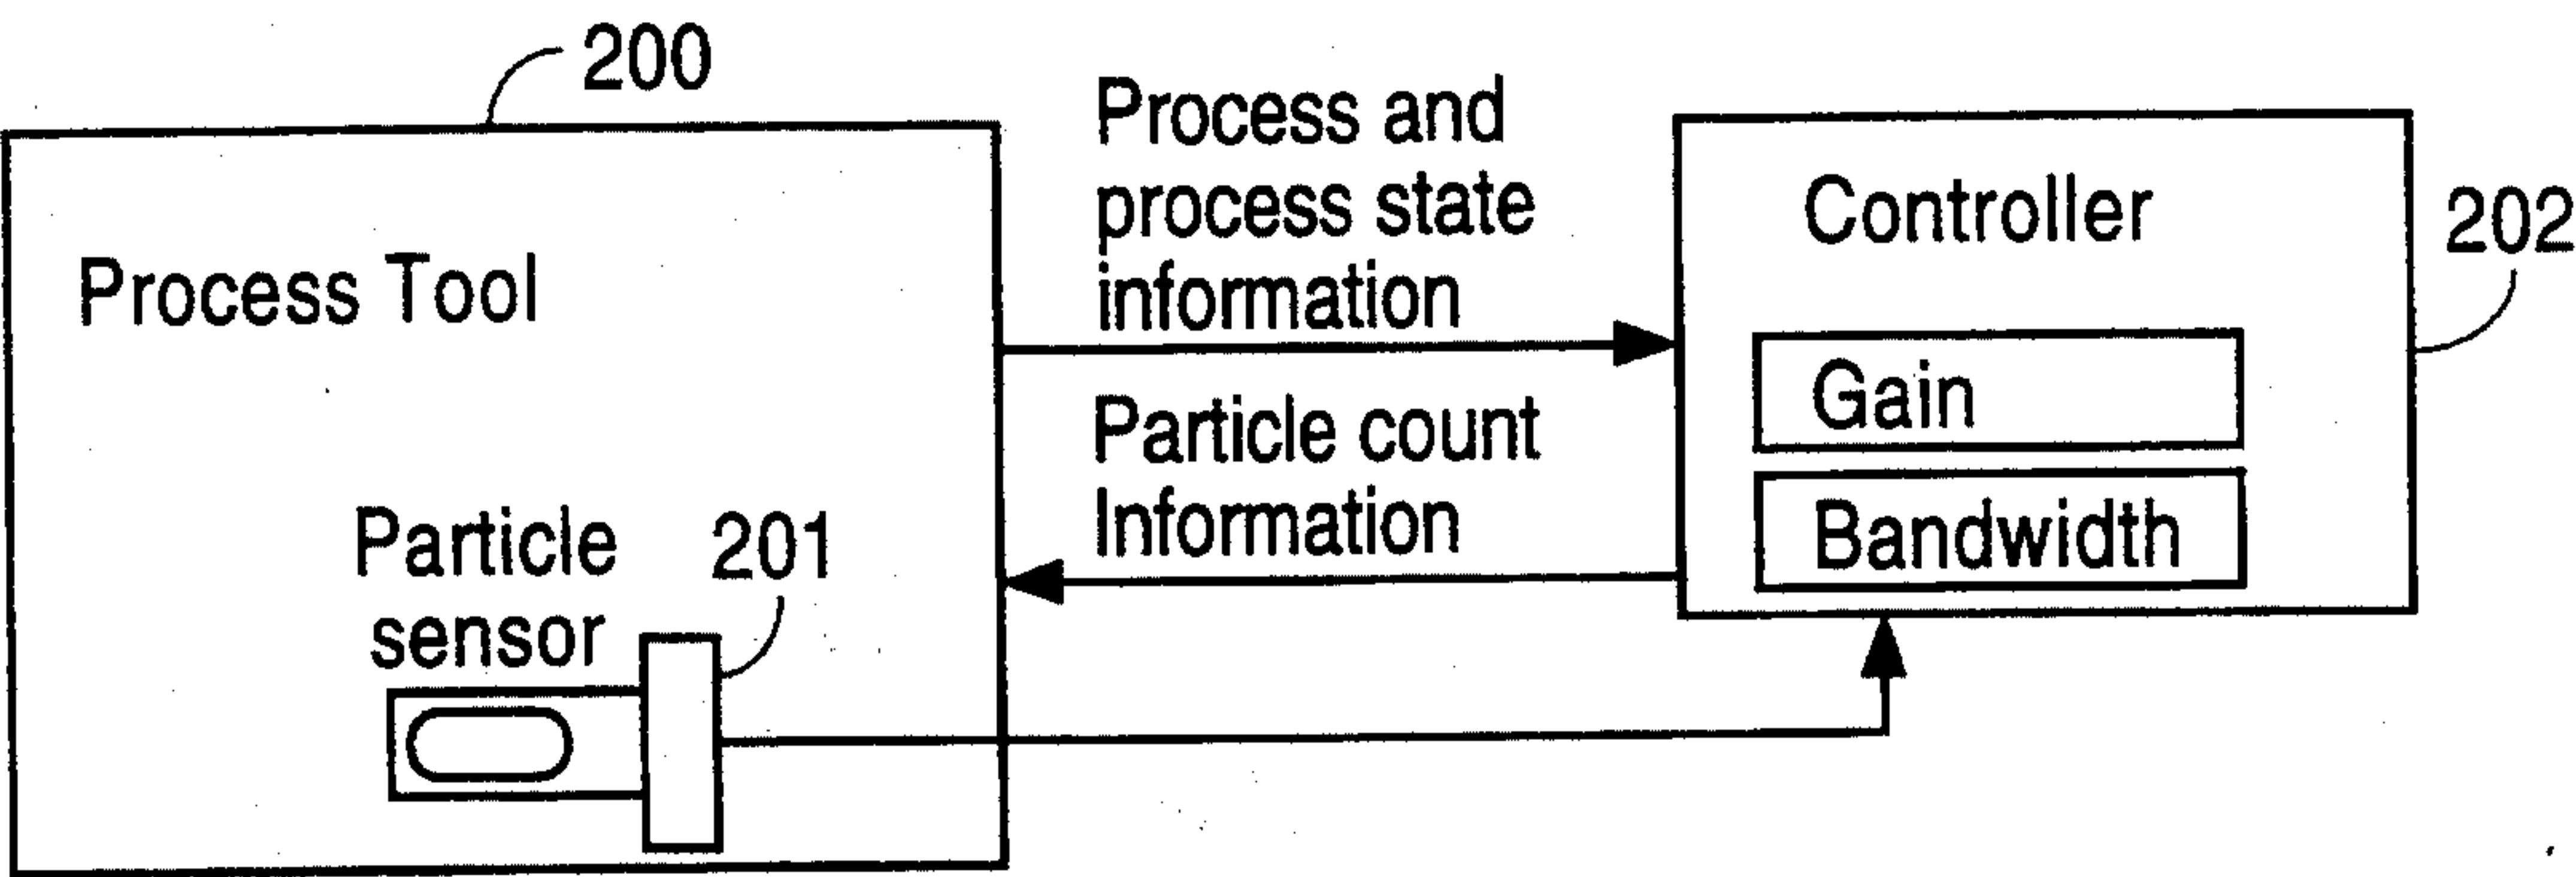 200
Process and
process state
information
Controller
202
Process Tool
Gain
Particle count
Information
Bandwidth
Particle
sensor
201